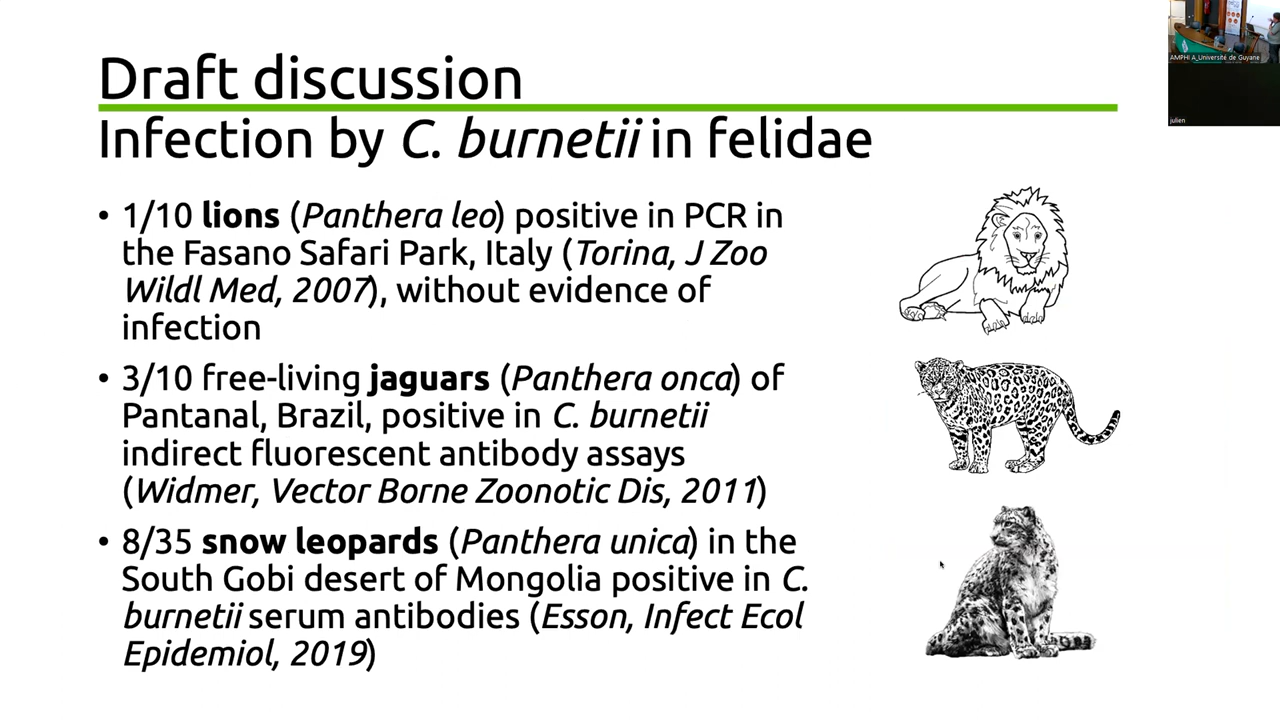 Draft discussion
Infection by C. burnetii in felidae
• 1/10 lions (Panthera leo) positive in PCR in
the Fasano Safari Park, Italy (Torina, J Zoo
Wildl Med, 2007), without evidence of
infection
• 3/10 free-living jaguars (Panthera onca) of
Pantanal, Brazil, positive in C. burnetii
indirect fluorescent antibody assays
(Widmer, Vector Borne Zoonotic Dis, 2011)
• 8/35 snow leopards (Panthera unica) in the
South Gobi desert of Mongolia positive in C.
burnetii serum antibodies (Esson, Infect Ecol
Epidemiol, 2019)
AMPHI A_Université de Guyane
julien